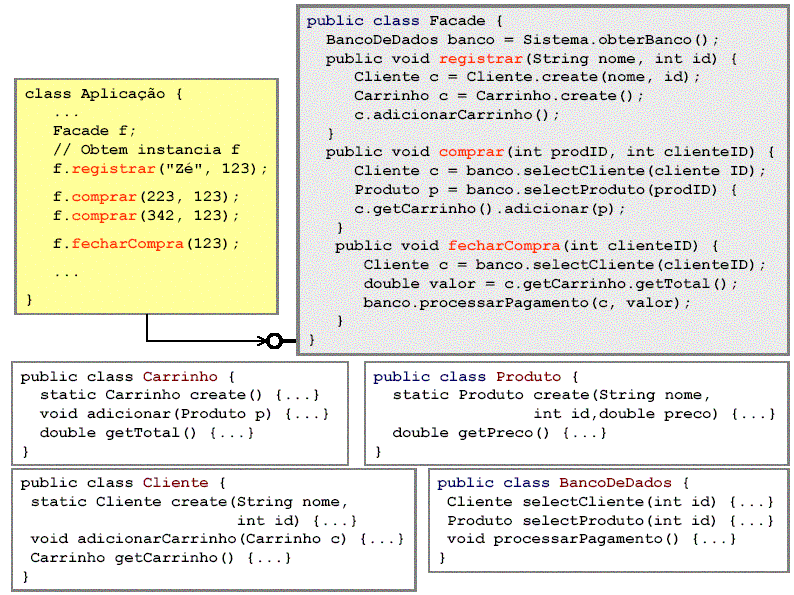 class Aplicação {
...
Facade f;
// Obtem instancia f
f.registrar("Zé", 123);
f.comprar(223, 123);
f.comprar(342, 123);
f.fecharCompra(123);
...
}
public class Facade {
BancoDeDados banco = Sistema.obterBanco();
public void registrar(String nome, int id) {
Cliente c = Cliente.create(nome, id);
Carrinho c = Carrinho.create();
c.adicionarCarrinho();
}
public void comprar(int prodID, int clienteID) {
Cliente c = banco.selectCliente(cliente ID);
Produto p = banco.selectProduto(prodID) {
c.getCarrinho().adicionar(p);
}
public void fecharCompra(int clienteID) {
Cliente c = banco.selectCliente(clienteID);
double valor = c.getCarrinho.getTotal();
banco.processarPagamento(c, valor);
}
}
public class Carrinho {
static Carrinho create() {...}
void adicionar(Produto p) {...}
double getTotal() {...}
}
public class Produto {
static Produto create(String nome,
int id,double preco) {...}
double getPreco() {...}
}
public class Cliente {
static Cliente create(String nome,
int id) {...}
void adicionarCarrinho(Carrinho c) {...}
Carrinho getCarrinho() {...}
}
public class BancoDeDados {
Cliente selectCliente(int id) {...}
Produto selectProduto(int id) {...}
void processarPagamento() {...}
}